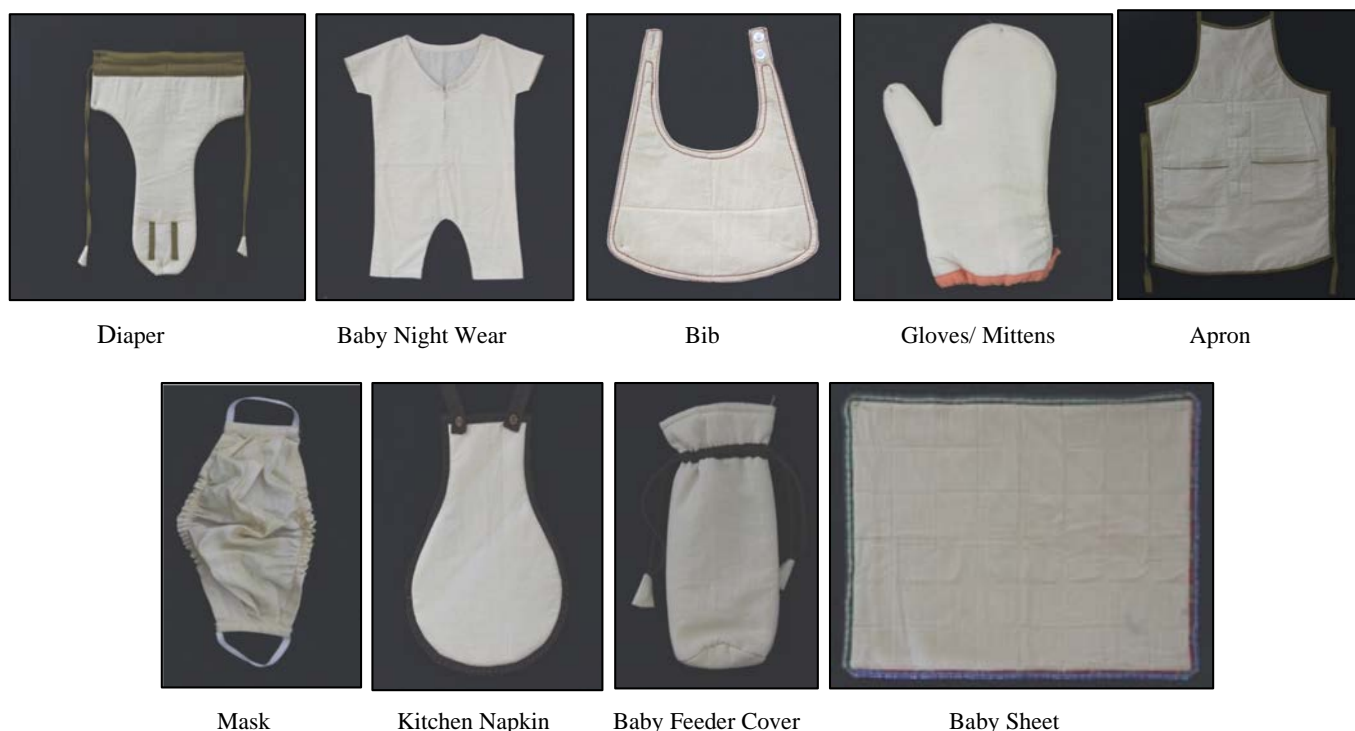 Diaper
Baby Night Wear
Bib
Gloves/ Mittens
Apron
Mask
Kitchen Napkin
Baby Feeder Cover
Baby Sheet